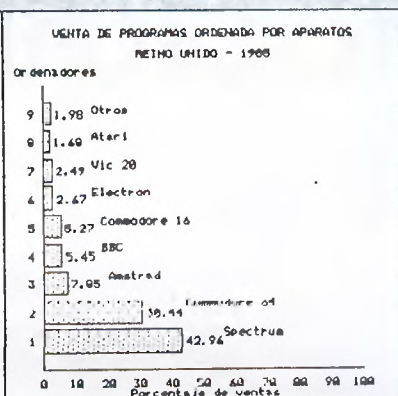 VENTA DE PROGRAMAS ORDENADA POR APARATOS
REINO UNIDO - 1985
Ordenadores
9 1.98 Otros
8 1.60 Atari
7 2.49 Vic 20
6 2.67 Electron
5 5.27 Commodore 16
4 5.45 BBC
3 7.05 Amstrad
2 30.44 Commodore 64
1 42.96 Spectrum
0 10 20 30 40 50 60 70 80 90 100
Porcentaje de ventas